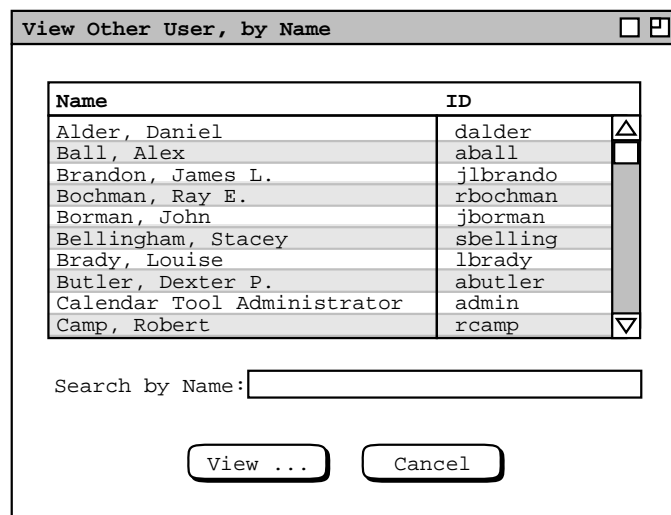 View Other User, by Name
Name ID
Alder, Daniel dalder
Ball, Alex aball
Brandon, James L. jlbrando
Bochman, Ray E. rbochman
Borman, John jborman
Bellingham, Stacey sbelling
Brady, Louise lbrady
Butler, Dexter P. abutler
Calendar Tool Administrator admin
Camp, Robert rcamp
Search by Name:
View ... Cancel